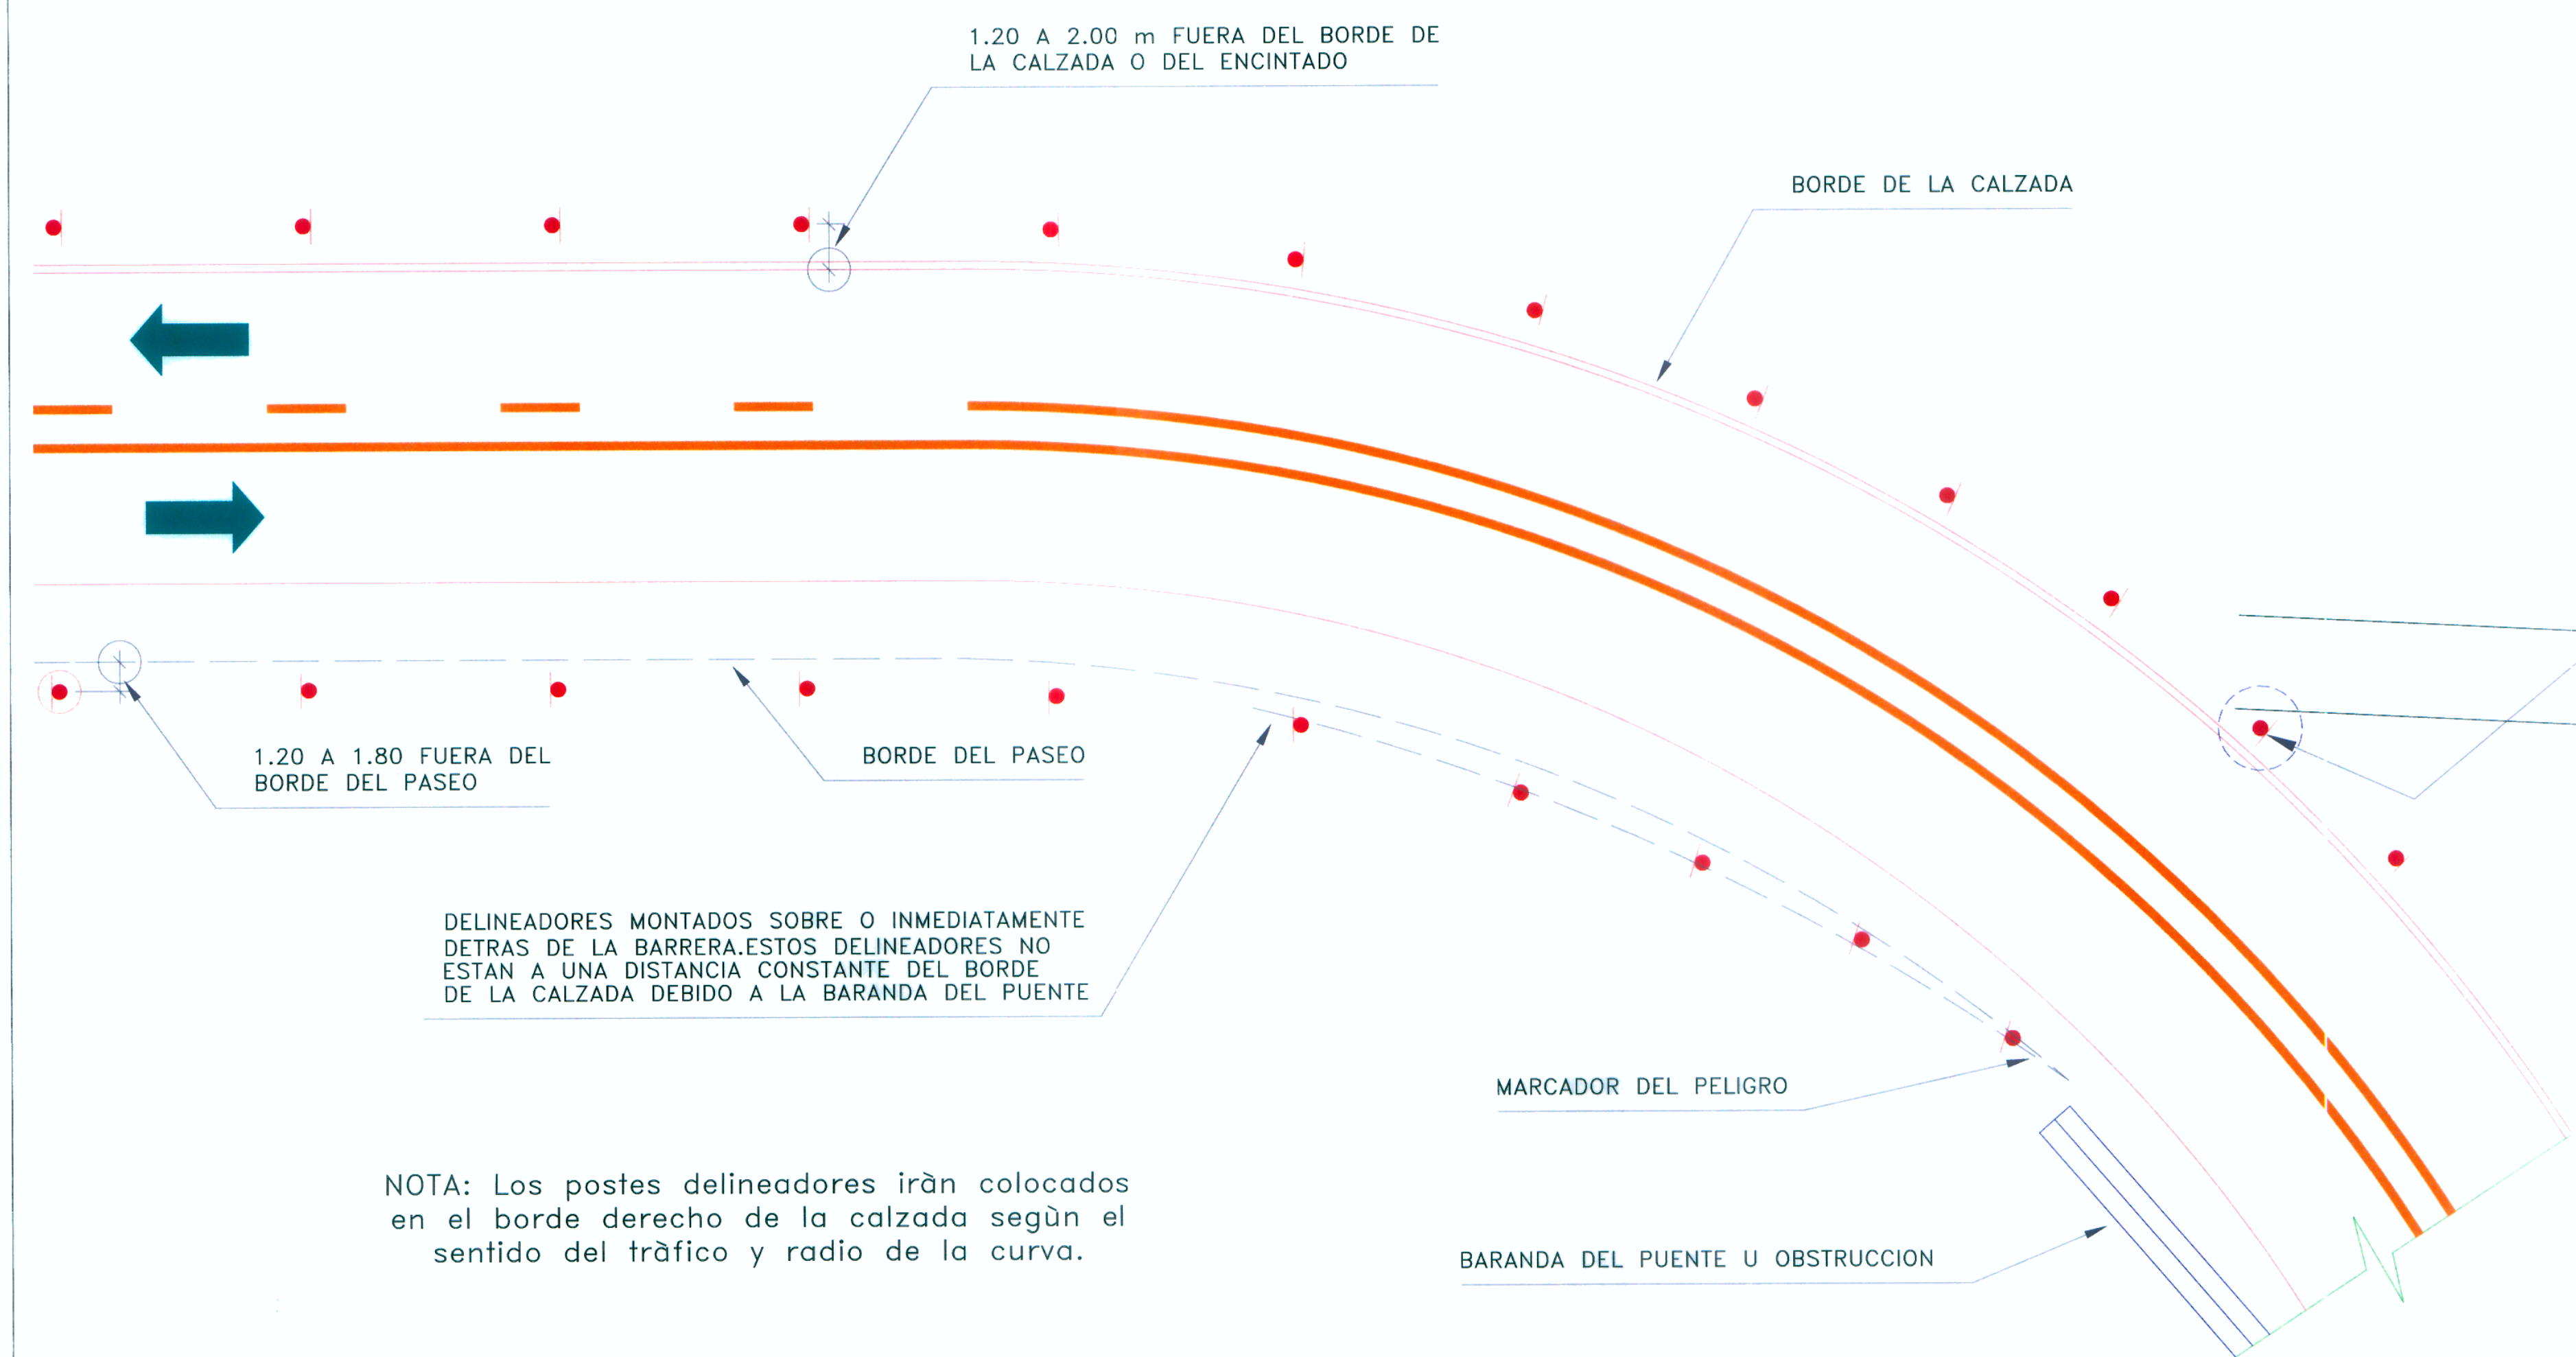 1.20 A 2.00 m FUERA DEL BORDE DE
LA CALZADA O DEL ENCINTADO
BORDE DE LA CALZADA
1.20 A 1.80 FUERA DEL
BORDE DEL PASEO
BORDE DEL PASEO
DELINEADORES MONTADOS SOBRE O INMEDIATAMENTE
DETRAS DE LA BARRERA.ESTOS DELINEADORES NO
ESTAN A UNA DISTANCIA CONSTANTE DEL BORDE
DE LA CALZADA DEBIDO A LA BARANDA DEL PUENTE
MARCADOR DEL PELIGRO
NOTA: Los postes delineadores iràn colocados
en el borde derecho de la calzada segùn el
sentido del tràfico y radio de la curva.
BARANDA DEL PUENTE U OBSTRUCCION